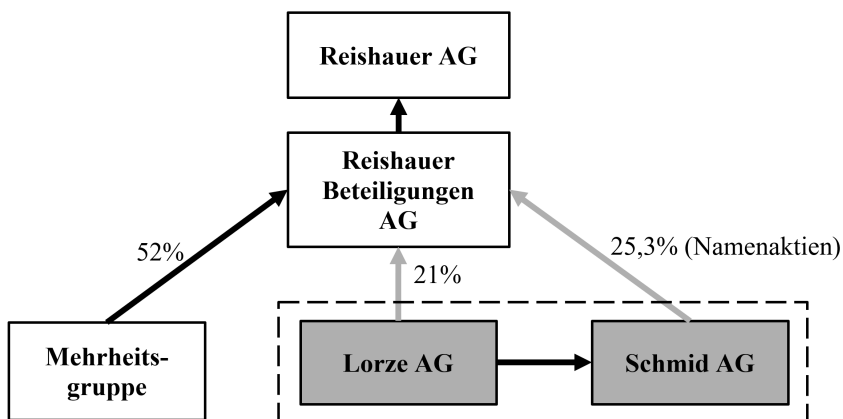 Reishauer AG
Reishauer
Beteiligungen
AG
52%
21%
25,3% (Namenaktien)
Mehrheits-
gruppe
Lorze AG
Schmid AG